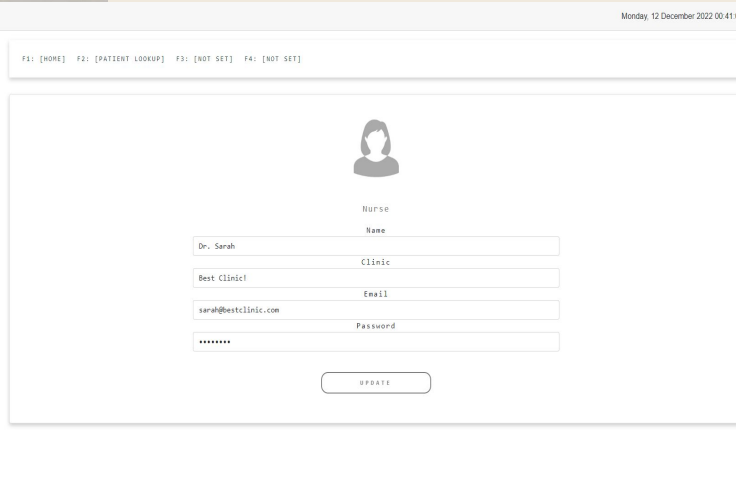 Monday, 12 December 2022 00:41:
F1: [HOME] F2: [PATIENT LOOKUP] F3: [NOT SET] F4: [NOT SET]
Nurse
Name
Dr. Sarah
Clinic
Best Clinic!
Email
sarah@bestclinic.com
Password
••••••••
UPDATE